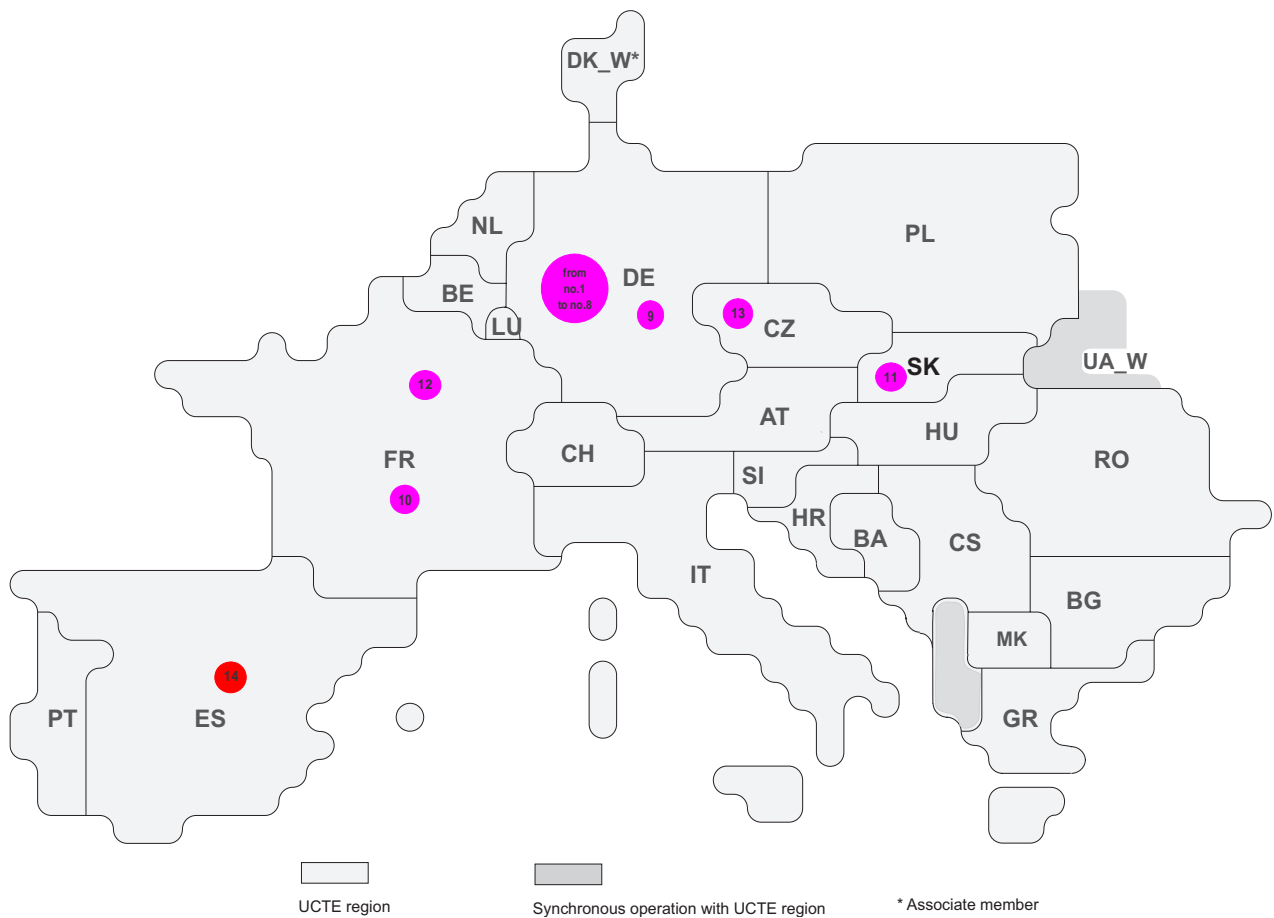 DK_W*
NL
PL
from
no.1
to no.8
DE
BE
9
13
CZ
LU
UA_W
12
11
SK
AT
HU
FR
CH
RO
SI
10
HR
BA
CS
IT
BG
MK
14
PT
ES
GR
UCTE region
Synchronous operation with UCTE region
* Associate member